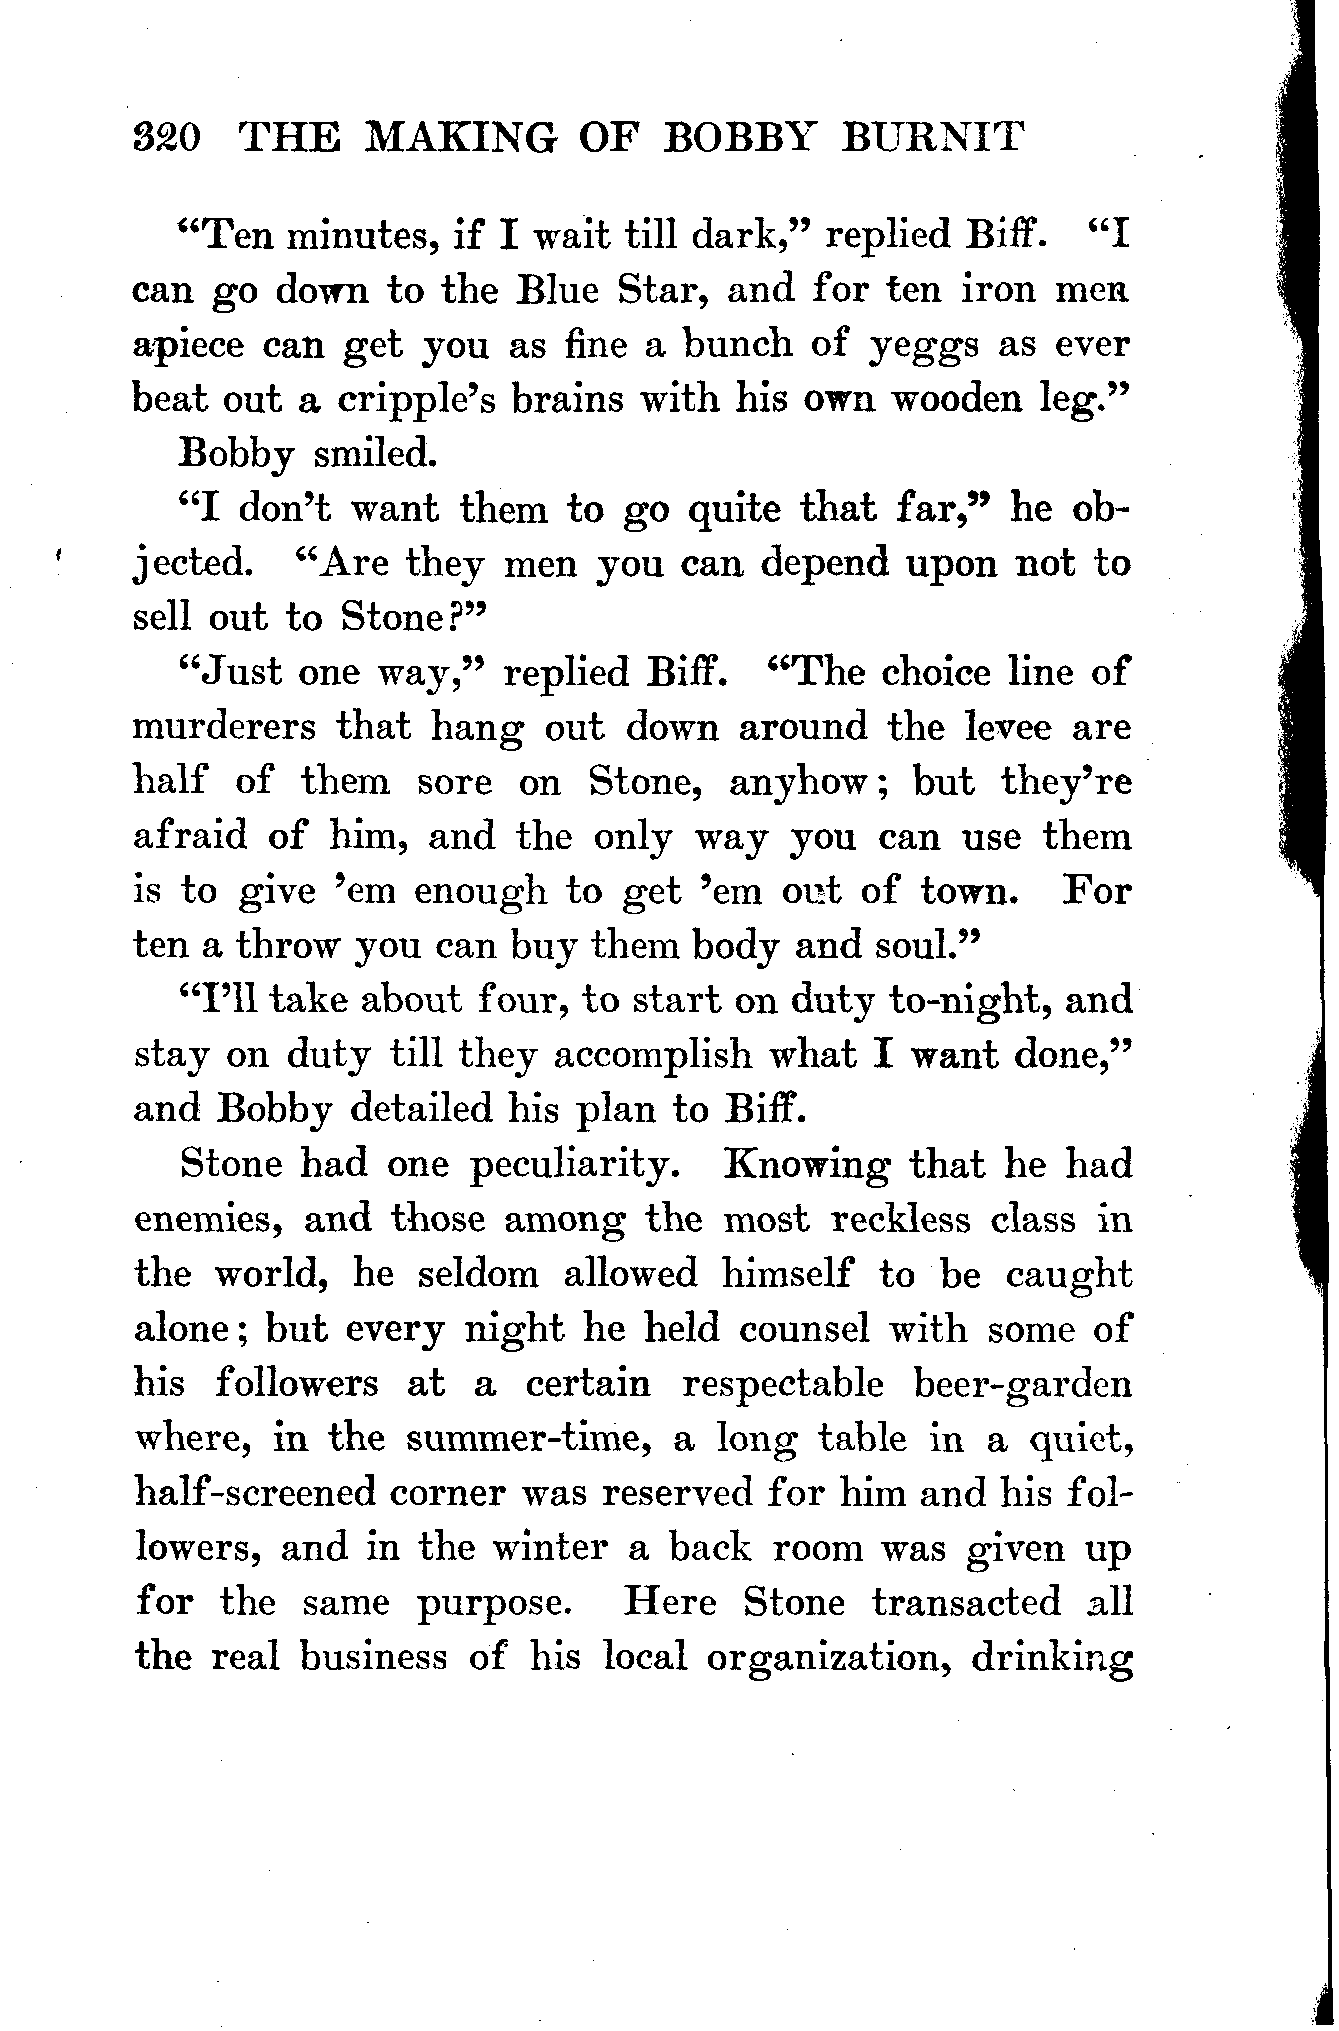 320 THE MAKING OF BOBBY BURNIT
“Ten minutes, if I wait till dark,” replied Biff. “I
can go down to the Blue Star, and for ten iron men
apiece can get you as fine a bunch of yeggs as ever
beat out a cripple’s brains with his own wooden leg.”
Bobby smiled.
“I don’t want them to go quite that far,” he ob-
jected. “Are they men you can depend upon not to
sell out to Stone?”
“Just one way,” replied Biff. “The choice line of
murderers that hang out down around the levee are
half of them sore on Stone, anyhow; but they’re
afraid of him, and the only way you can use them
is to give ’em enough to get ’em out of town. For
ten a throw you can buy them body and soul.”
“I’ll take about four, to start on duty to-night, and
stay on duty till they accomplish what I want done,”
and Bobby detailed his plan to Biff.
Stone had one peculiarity. Knowing that he had
enemies, and those among the most reckless class in
the world, he seldom allowed himself to be caught
alone; but every night he held counsel with some of
his followers at a certain respectable beer-garden
where, in the summer-time, a long table in a quiet,
half-screened corner was reserved for him and his fol-
lowers, and in the winter a back room was given up
for the same purpose. Here Stone transacted all
the real business of his local organization, drinking